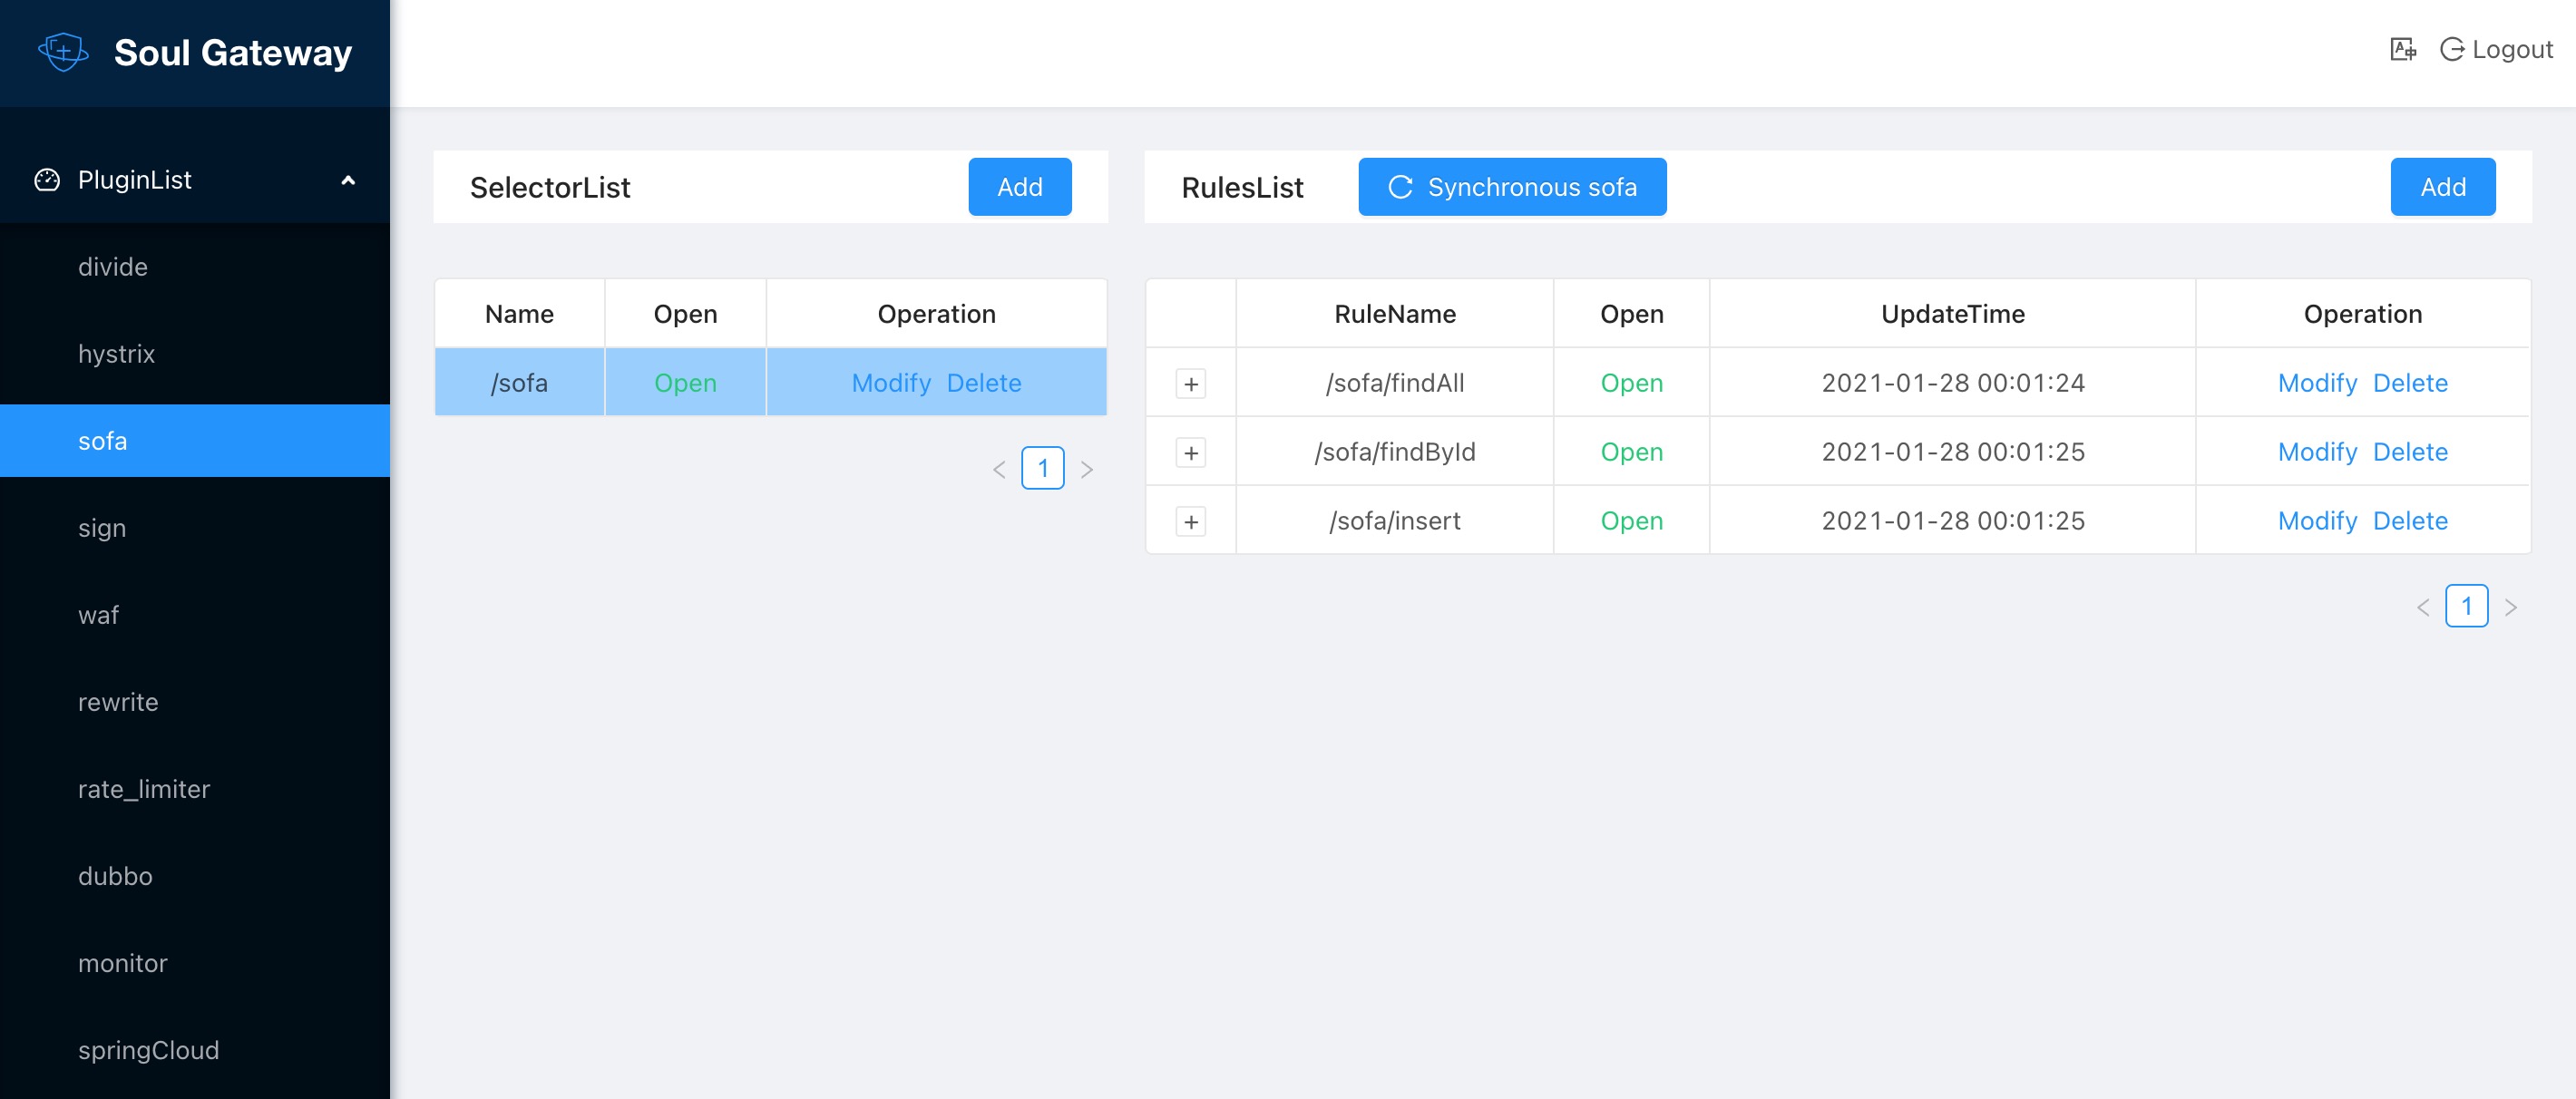 Soul Gateway
Logout
PluginList
divide
hystrix
sofa
sign
waf
rewrite
rate_limiter
dubbo
monitor
springCloud
SelectorList
Add
Name Open Operation
/sofa Open Modify Delete
< 1 >
RulesList
Synchronous sofa
Add
RuleName Open UpdateTime Operation
+ /sofa/findAll Open 2021-01-28 00:01:24 Modify Delete
+ /sofa/findById Open 2021-01-28 00:01:25 Modify Delete
+ /sofa/insert Open 2021-01-28 00:01:25 Modify Delete
< 1 >